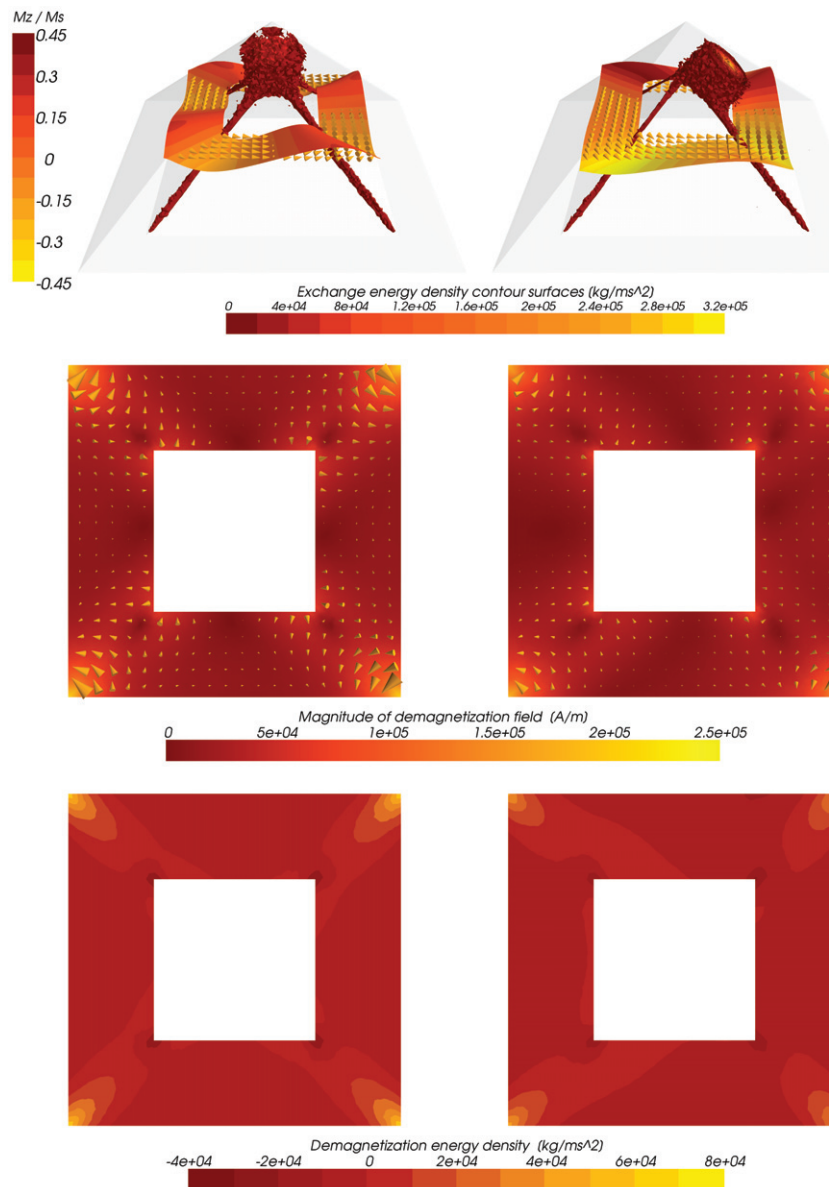 Mz / Ms
0.45
0.3
0.15
0
-0.15
-0.3
-0.45
Exchange energy density contour surfaces (kg/ms^2)
0 4e+04 8e+04 1.2e+05 1.6e+05 2e+05 2.4e+05 2.8e+05 3.2e+05
Magnitude of demagnetization field (A/m)
0 5e+04 1e+05 1.5e+05 2e+05 2.5e+05
Demagnetization energy density (kg/ms^2)
-4e+04 -2e+04 0 2e+04 4e+04 6e+04 8e+04